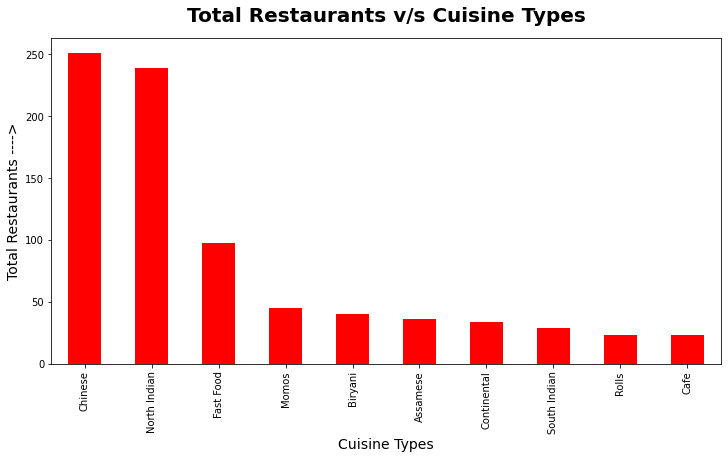 Total Restaurants v/s Cuisine Types
Total Restaurants ---->
250
200
150
100
50
0
Chinese
North Indian
Fast Food
Momos
Biryani
Assamese
Continental
South Indian
Rolls
Cafe
Cuisine Types